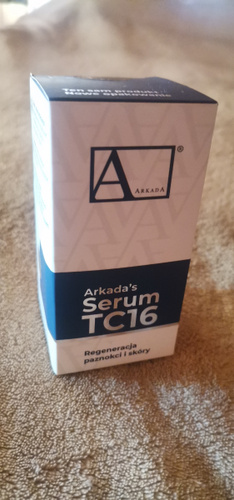 Ten sam produkt
Nowe opakowanie
A®
ARKADA
Arkada's
Serum
TC16
Regeneracja
paznokci i skóry